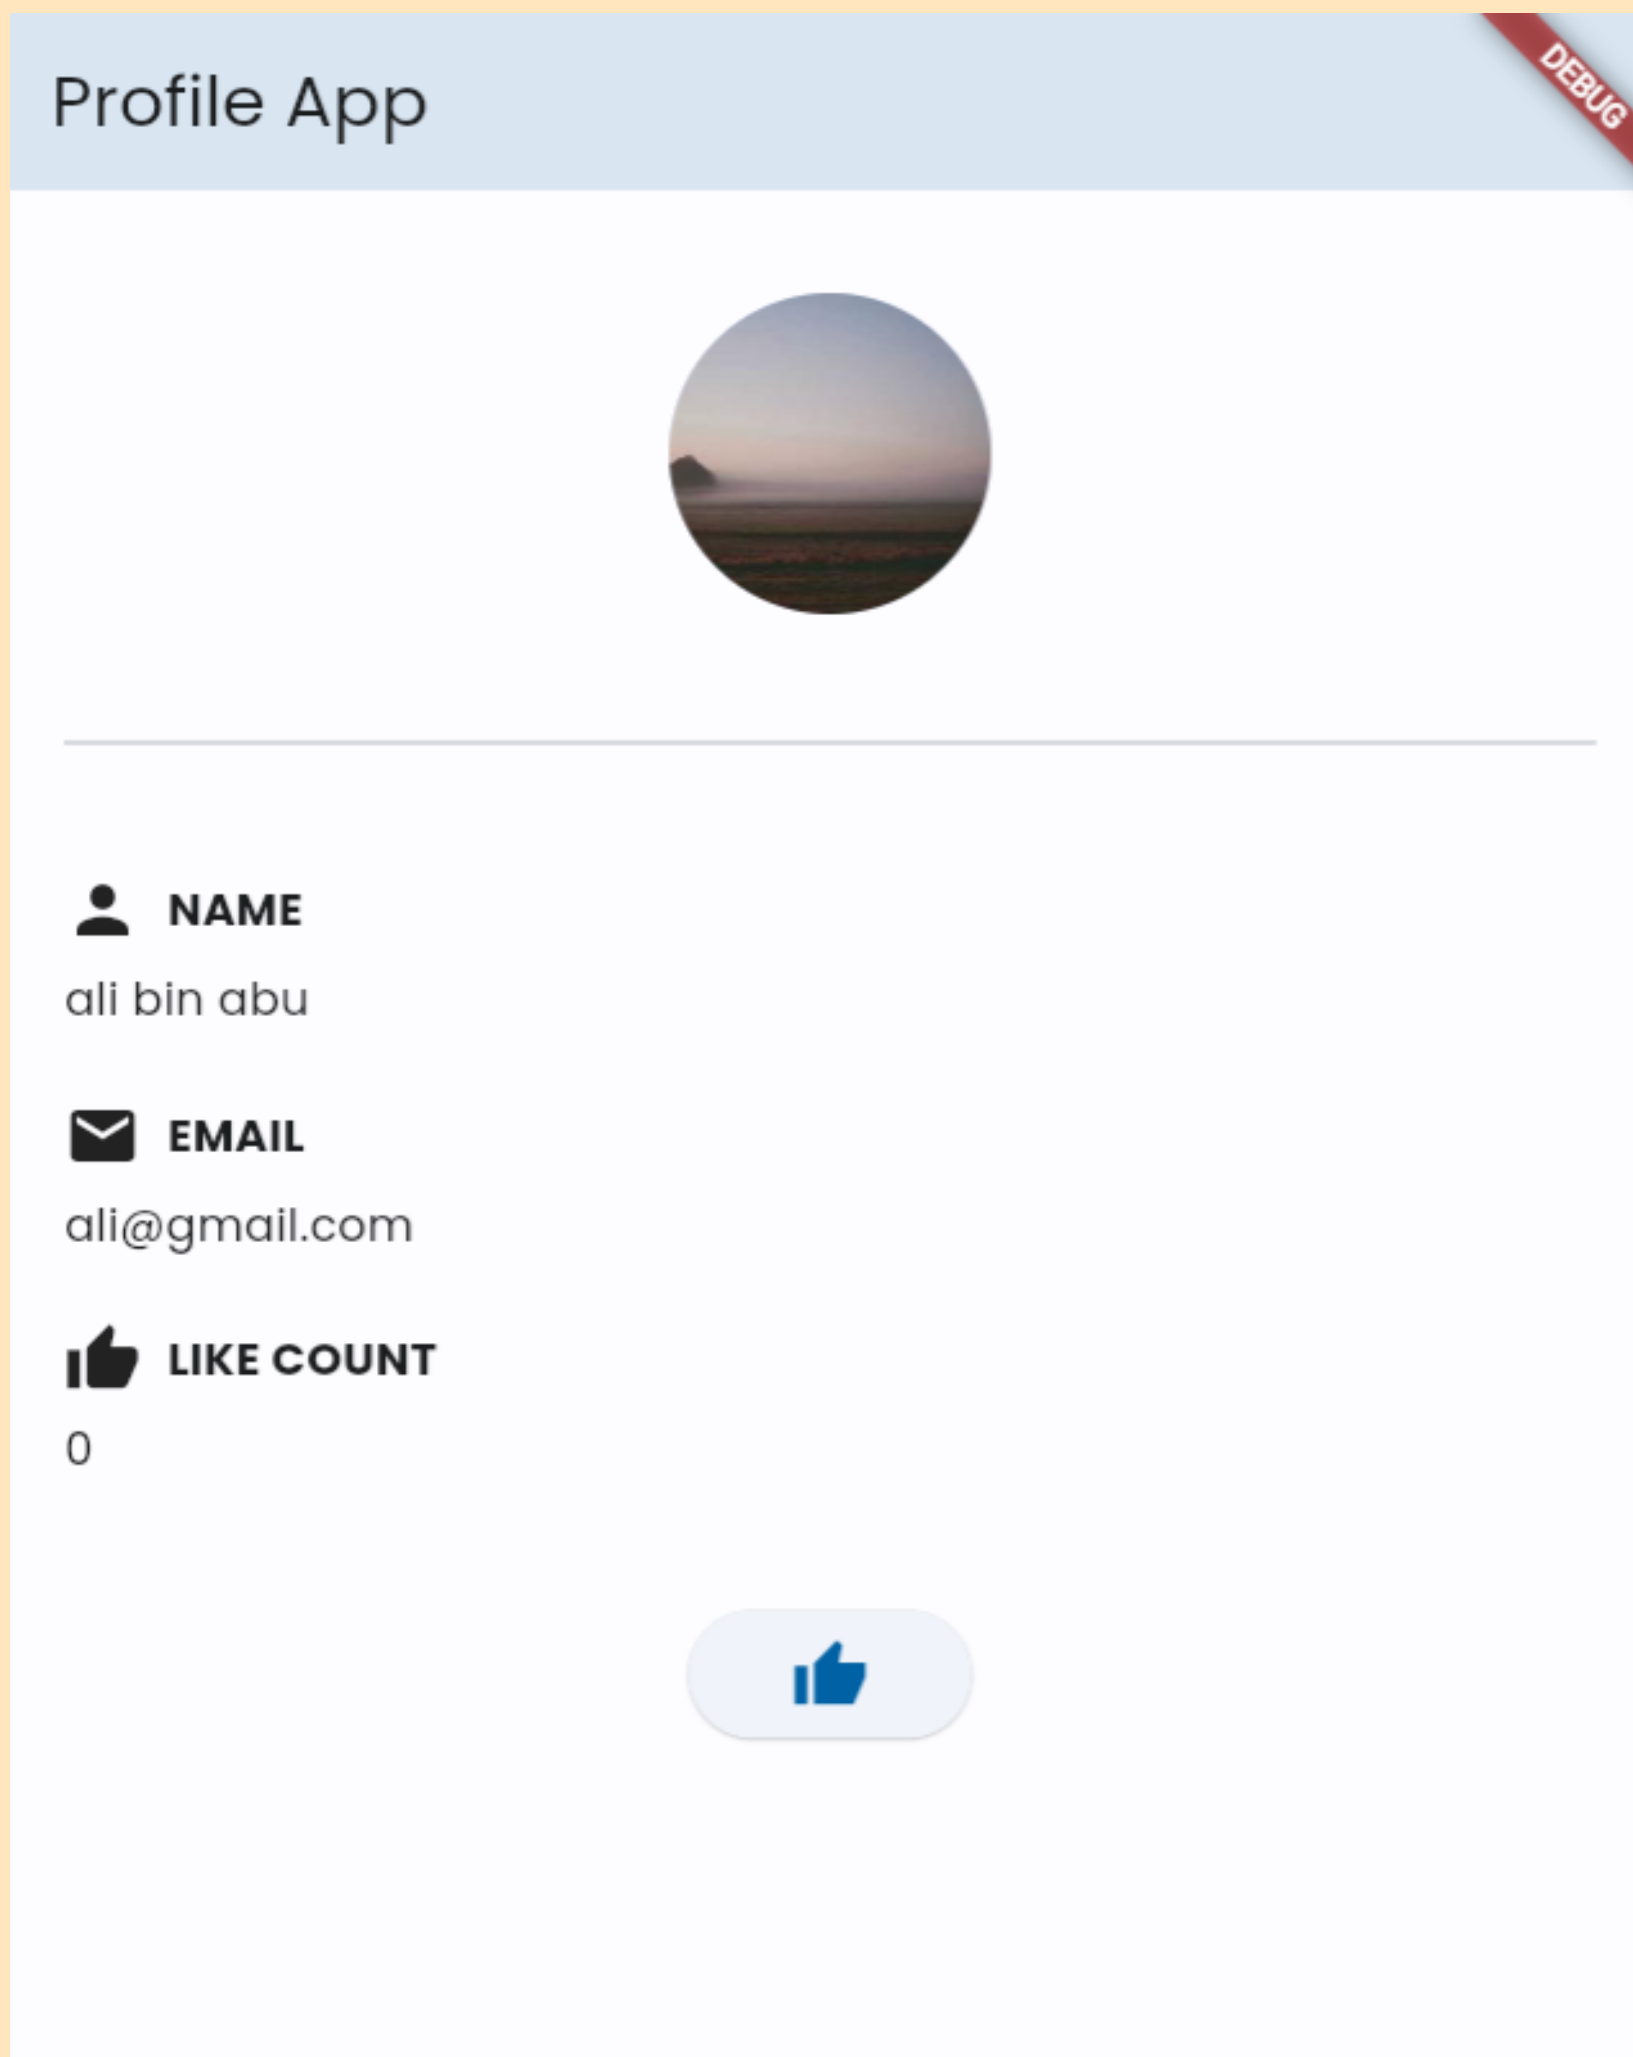 Profile App
DEBUG
NAME
ali bin abu
EMAIL
ali@gmail.com
LIKE COUNT
0